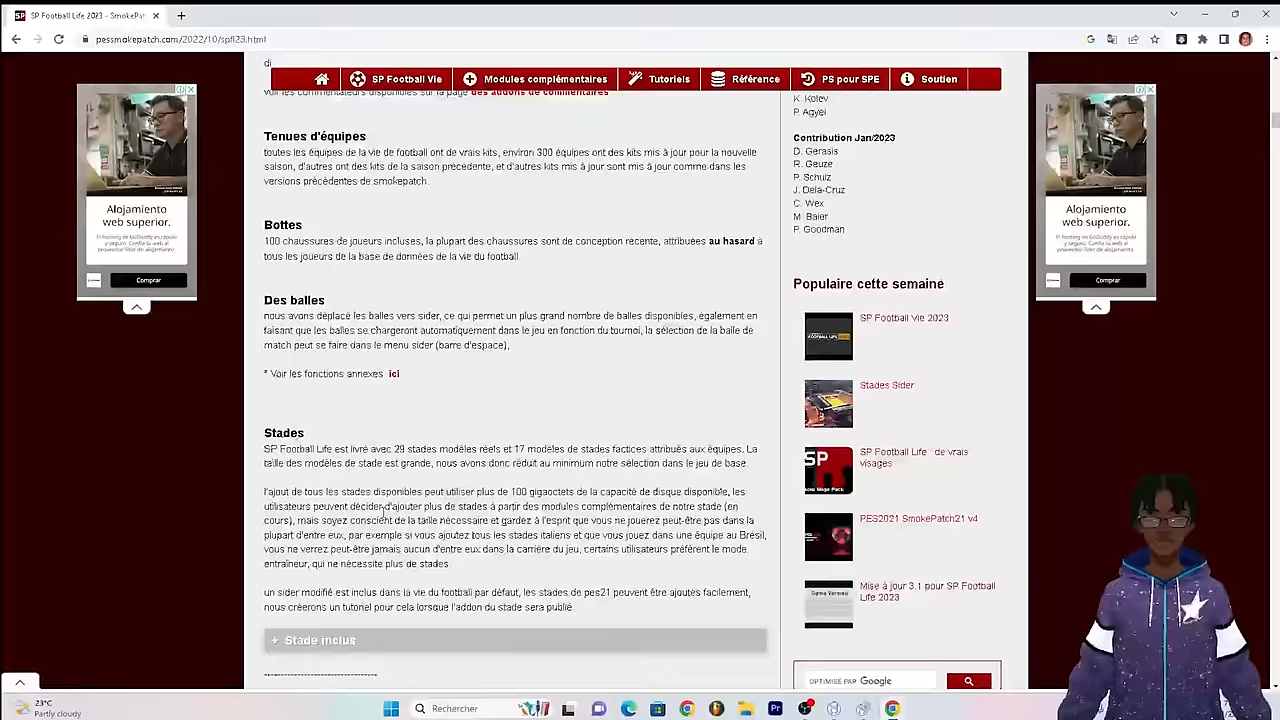 SP Football Life 2023 - SmokePat
pessmokepatch.com/2022/10/spfl23.html
di
SP Football Vie
Modules complémentaires
Tutoriels
Référence
PS pour SPE
Soutien
voir les commentateurs disponibles sur la page des addons de commentaires
Tenues d'équipes
toutes les équipes de la vie de football ont de vrais kits, environ 300 équipes ont des kits mis à jour pour la nouvelle
saison, d'autres ont des kits de la saison précédente, et d'autres kits mis à jour sont mis à jour comme dans les
versions précédentes de smokepatch.
Bottes
100 chaussures de football, la plupart des chaussures de copyright, attribuées au hasard à
tous les joueurs de la base de données de la vie du football
Des balles
nous avons déplacé les balles vers sider, ce qui permet un plus grand nombre de balles disponibles, également en
faisant que les balles se chargeront automatiquement dans le jeu en fonction du tournoi, la sélection de la balle de
match peut se faire dans le menu sider (barre d'espace),
* Voir les fonctions annexes ici
Stades
SP Football Life est livré avec 29 stades modèles réels et 17 modèles de stades factices attribués aux équipes. La
taille des modèles de stade est grande, nous avons donc réduit au minimum notre sélection dans le jeu de base.
l'ajout de tous les stades disponibles peut utiliser plus de 100 gigaoctets de la capacité de disque disponible, les
utilisateurs peuvent décider d'ajouter plus de stades à partir des modules complémentaires de notre stade (en
cours), mais soyez conscient de la taille nécessaire et gardez à l'esprit que vous ne jouerez peut-être pas dans la
plupart d'entre eux, par exemple si vous ajoutez tous les stades italiens et que vous jouez dans une équipe au Brésil,
vous ne verrez peut-être jamais aucun d'entre eux dans la carrière du jeu, certains utilisateurs préfèrent le mode
entraîneur, qui ne nécessite plus de stades.
un sider modifié est inclus dans la vie du football par défaut, les stades de pes21 peuvent être ajoutés facilement,
nous créerons un tutoriel pour cela lorsque l'addon du stade sera publié
+ Stade inclus
K. Kolev
P. Agyei
Contribution Jan/2023
D. Gerasis
R. Geuze
P. Schulz
J. Dela-Cruz
C. Wex
M. Baier
P. Goodman
Populaire cette semaine
SP Football Vie 2023
Stades Sider
SP Football Life - de vrais
visages
PES2021 SmokePatch21 v4
Mise à jour 3.1 pour SP Football
Life 2023
OPTIMISÉ PAR Google
Alojamiento
web superior.
Comprar
Alojamiento
web superior.
Comprar
23°C
Partly cloudy
Rechercher